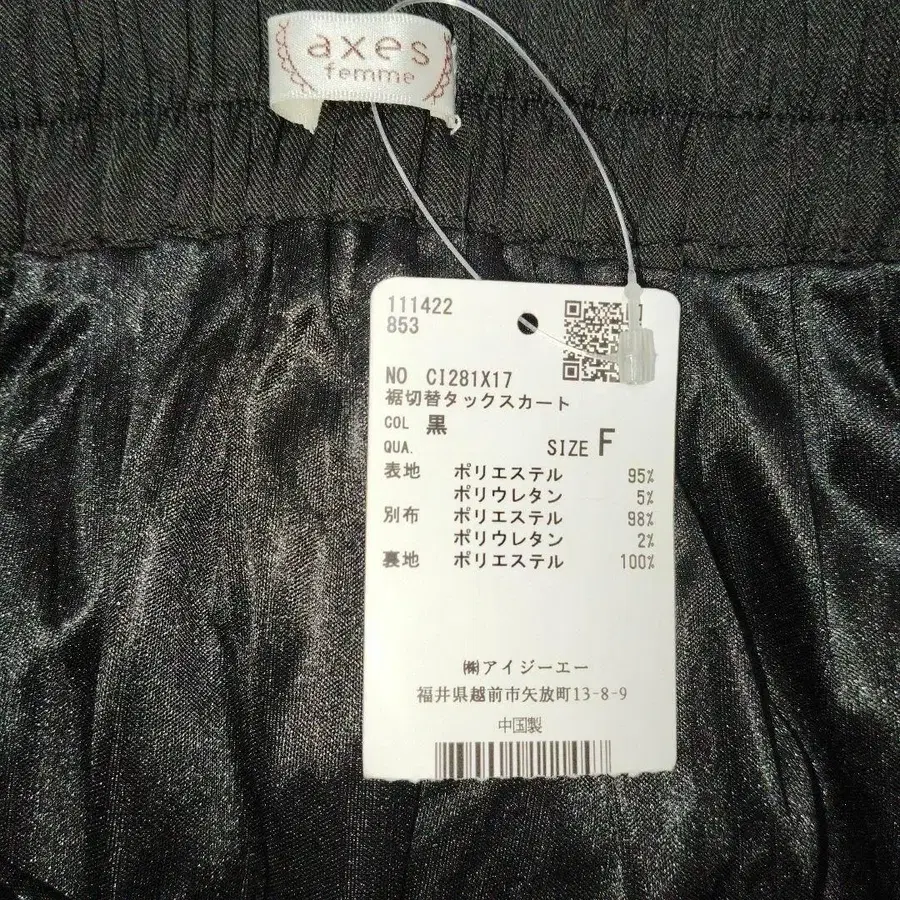 axes
femme
111422
853
NO CI281X17
裾切替タックスカート
COL 黒
QUA. SIZE F
表地 ポリエステル 95%
ポリウレタン 5%
別布 ポリエステル 98%
ポリウレタン 2%
裏地 ポリエステル 100%
㈱アイジーエー
福井県越前市矢放町13-8-9
中国製